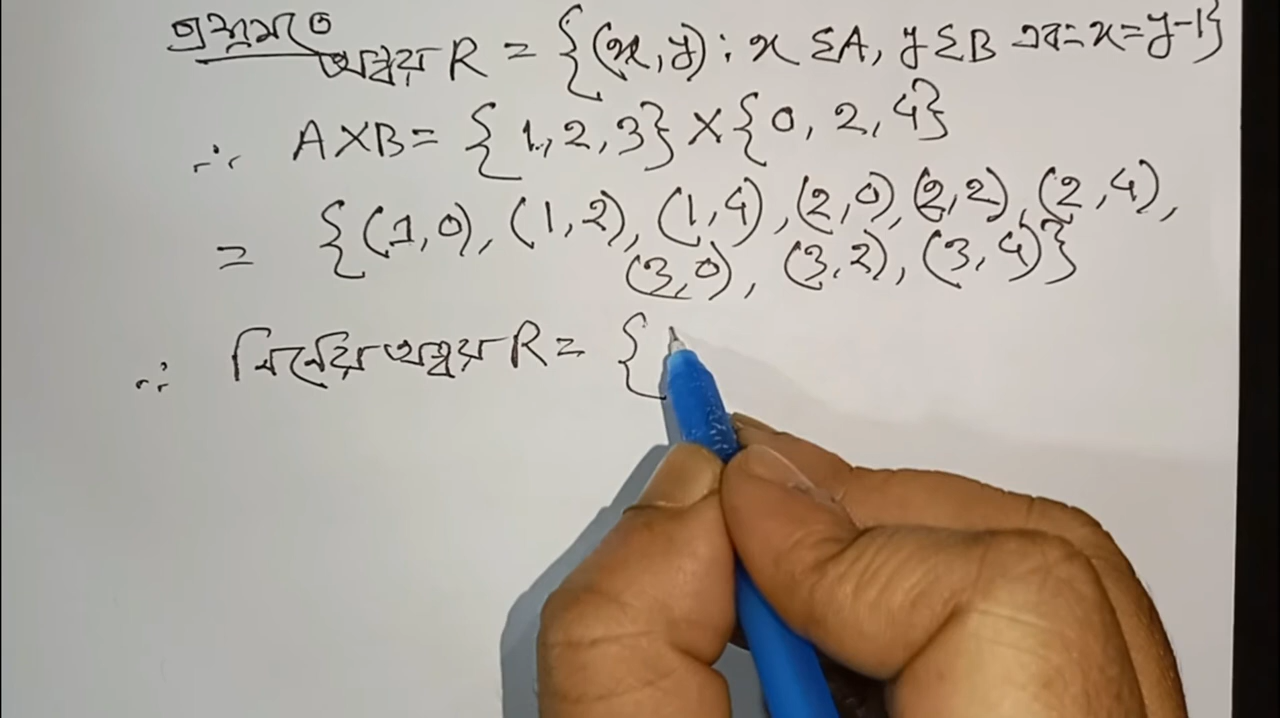 প্রশ্নমতে
অন্বয় R = {(x, y) : x ∑ A, y ∑ B এবং x = y-1}
∴ A×B = {1, 2, 3} × {0, 2, 4}
= {(1, 0), (1, 2), (1, 4), (2, 0), (2, 2), (2, 4),
(3, 0), (3, 2), (3, 4)}
∴ নির্ণেয় অন্বয় R = {